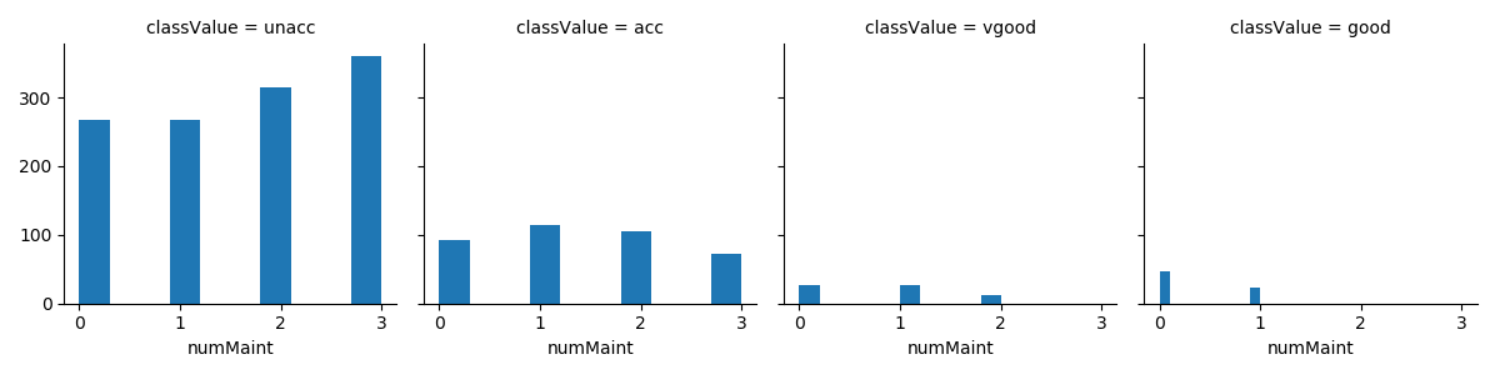 classValue = unacc
classValue = acc
classValue = vgood
classValue = good
300
200
100
0
0 1 2 3
0 1 2 3
0 1 2 3
0 1 2 3
numMaint
numMaint
numMaint
numMaint